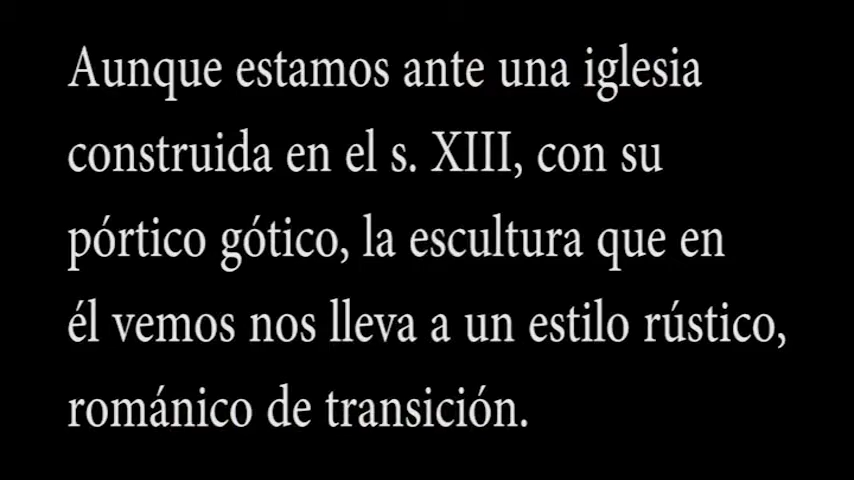 Aunque estamos ante una iglesia
construida en el s. XIII, con su
pórtico gótico, la escultura que en
él vemos nos lleva a un estilo rústico,
románico de transición.